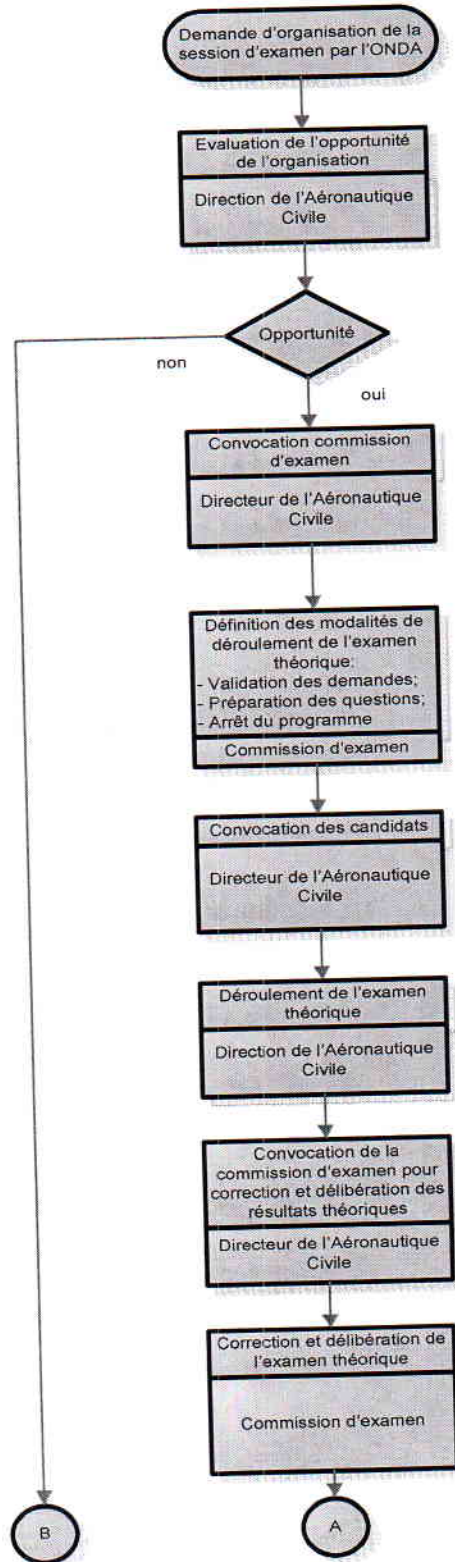 Demande d'organisation de la
session d'examen par l'ONDA
Evaluation de l'opportunité
de l'organisation
Direction de l'Aéronautique
Civile
Opportunité
non
oui
Convocation commission
d'examen
Directeur de l'Aéronautique
Civile
Définition des modalités de
déroulement de l'examen
théorique:
- Validation des demandes;
- Préparation des questions;
- Arrêt du programme
Commission d'examen
Convocation des candidats
Directeur de l'Aéronautique
Civile
Déroulement de l'examen
théorique
Direction de l'Aéronautique
Civile
Convocation de la
commission d'examen pour
correction et délibération des
résultats théoriques
Directeur de l'Aéronautique
Civile
Correction et délibération de
l'examen théorique
Commission d'examen
B
A